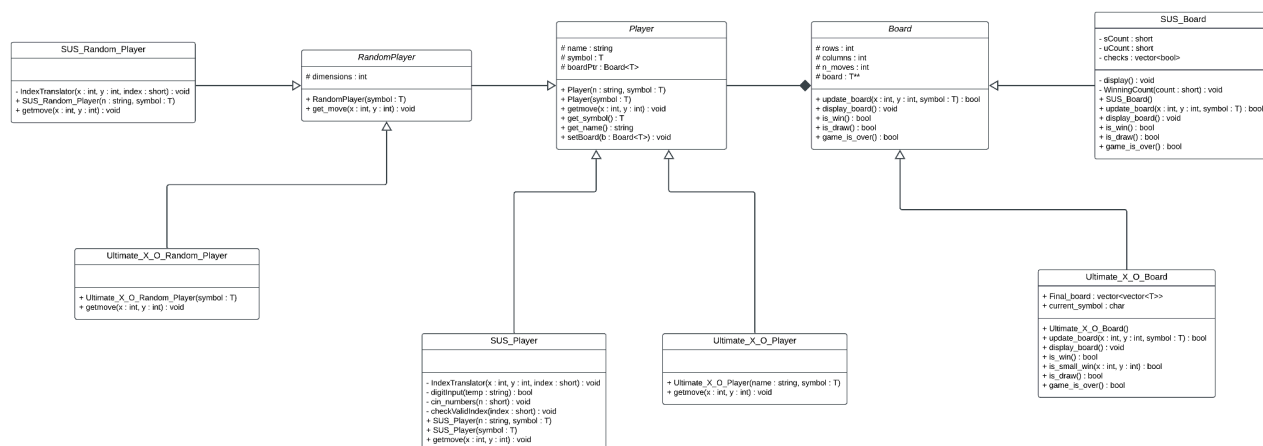 SUS_Random_Player
- IndexTranslator(x : int, y : int, index : short) : void
+ SUS_Random_Player(n : string, symbol : T)
+ getmove(x : int, y : int) : void
RandomPlayer
# dimensions : int
+ RandomPlayer(symbol : T)
+ get_move(x : int, y : int) : void
Player
# name : string
# symbol : T
# boardPtr : Board<T>
+ Player(n : string, symbol : T)
+ Player(symbol : T)
+ getmove(x : int, y : int) : void
+ get_symbol() : T
+ get_name() : string
+ setBoard(b : Board<T>) : void
Board
# rows : int
# columns : int
# n_moves : int
# board : T**
+ update_board(x : int, y : int, symbol : T) : bool
+ display_board() : void
+ is_win() : bool
+ is_draw() : bool
+ game_is_over() : bool
SUS_Board
- sCount : short
- uCount : short
- checks : vector<bool>
- display() : void
- WinningCount(count : short) : void
+ SUS_Board()
+ update_board(x : int, y : int, symbol : T) : bool
+ display_board() : void
+ is_win() : bool
+ is_draw() : bool
+ game_is_over() : bool
Ultimate_X_O_Random_Player
+ Ultimate_X_O_Random_Player(symbol : T)
+ getmove(x : int, y : int) : void
SUS_Player
- IndexTranslator(x : int, y : int, index : short) : void
- digitInput(temp : string) : bool
- cin_numbers(n : short) : void
- checkValidIndex(index : short) : void
+ SUS_Player(n : string, symbol : T)
+ SUS_Player(symbol : T)
+ getmove(x : int, y : int) : void
Ultimate_X_O_Player
+ Ultimate_X_O_Player(name : string, symbol : T)
+ getmove(x : int, y : int) : void
Ultimate_X_O_Board
+ Final_board : vector<vector<T>>
+ current_symbol : char
+ Ultimate_X_O_Board()
+ update_board(x : int, y : int, symbol : T) : bool
+ display_board() : void
+ is_win() : bool
+ is_small_win(x : int, y : int) : bool
+ is_draw() : bool
+ game_is_over() : bool